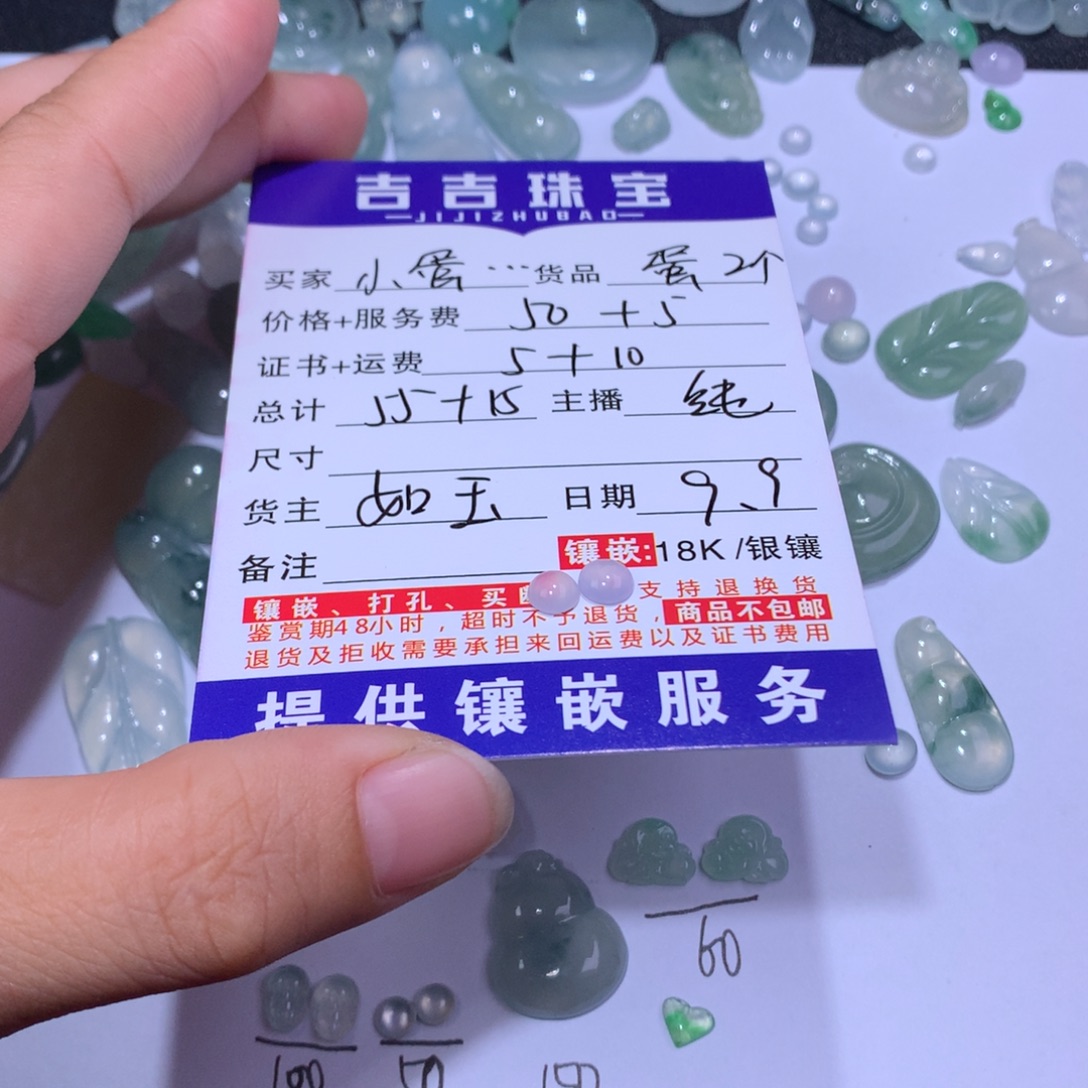 吉吉珠宝
JIJIZHUBAO
买家 小蛋… 货品 蛋2个
价格+服务费 50+5
证书+运费 5+10
总计 55+15 主播 纯
尺寸
货主 如玉 日期 9.9
备注 镶嵌:18K/银镶
镶嵌、打孔、买 支持退换货
鉴赏期48小时，超时不予退货，商品不包邮
退货及拒收需要承担来回运费以及证书费用
提供镶嵌服务
60
100 50